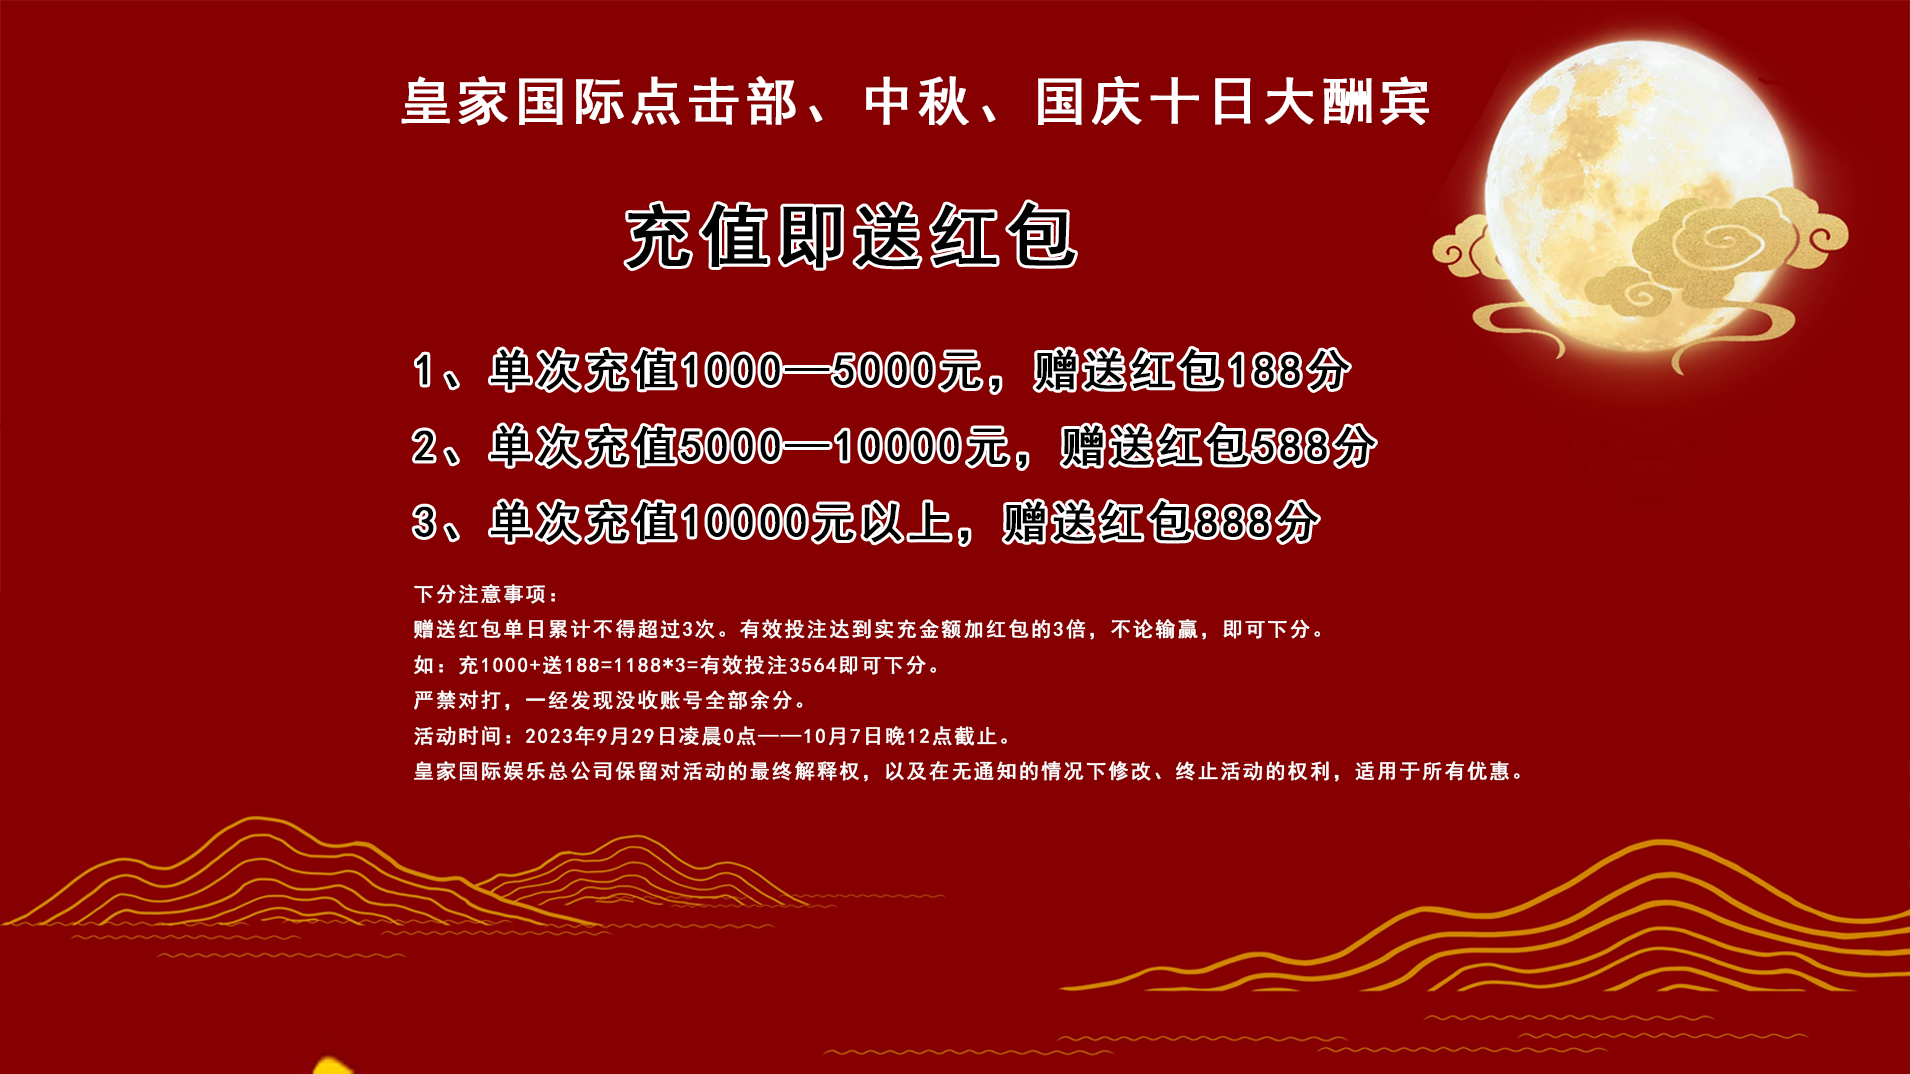 皇家国际点击部、中秋、国庆十日大酬宾
充值即送红包
1、单次充值1000—5000元，赠送红包188分
2、单次充值5000—10000元，赠送红包588分
3、单次充值10000元以上，赠送红包888分
下分注意事项：
赠送红包单日累计不得超过3次。有效投注达到实充金额加红包的3倍，不论输赢，即可下分。
如：充1000+送188=1188*3=有效投注3564即可下分。
严禁对打，一经发现没收账号全部余分。
活动时间：2023年9月29日凌晨0点——10月7日晚12点截止。
皇家国际娱乐总公司保留对活动的最终解释权，以及在无通知的情况下修改、终止活动的权利，适用于所有优惠。